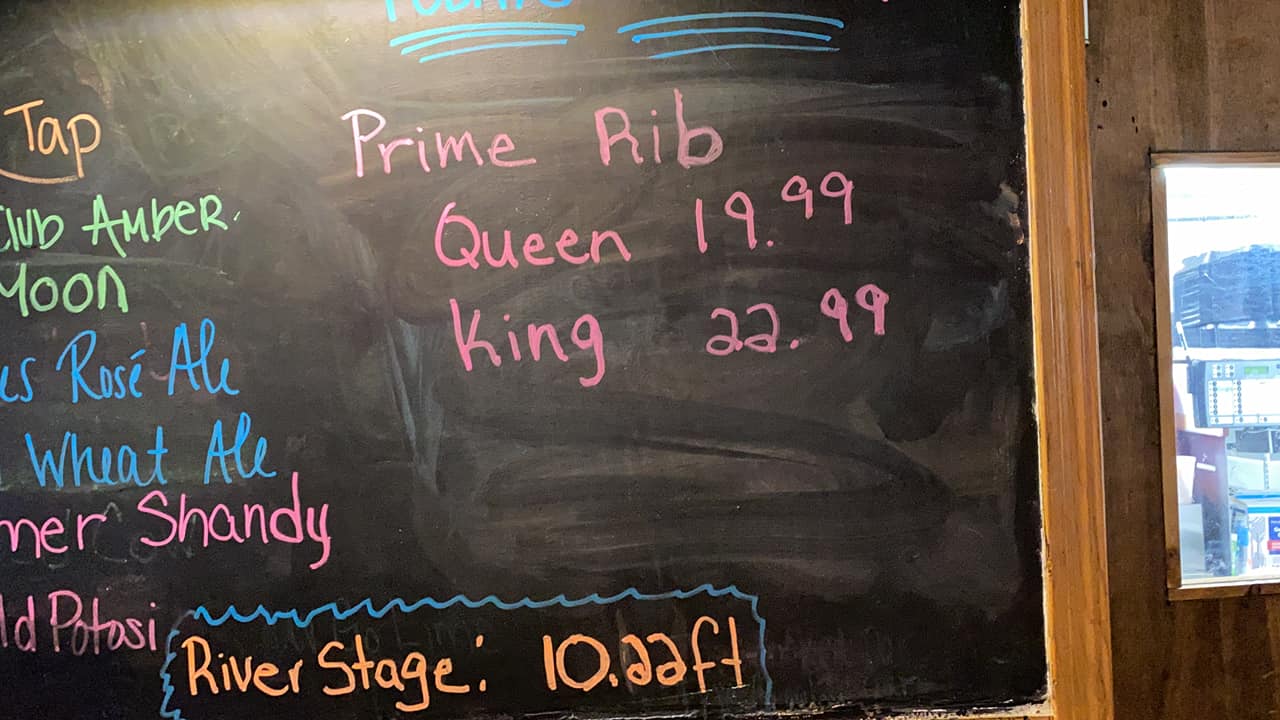 Tap
Club Amber
Moon
Rosé Ale
Wheat Ale
Shandy
Potosi
Prime Rib
Queen 19.99
King 22.99
River Stage: 10.22ft